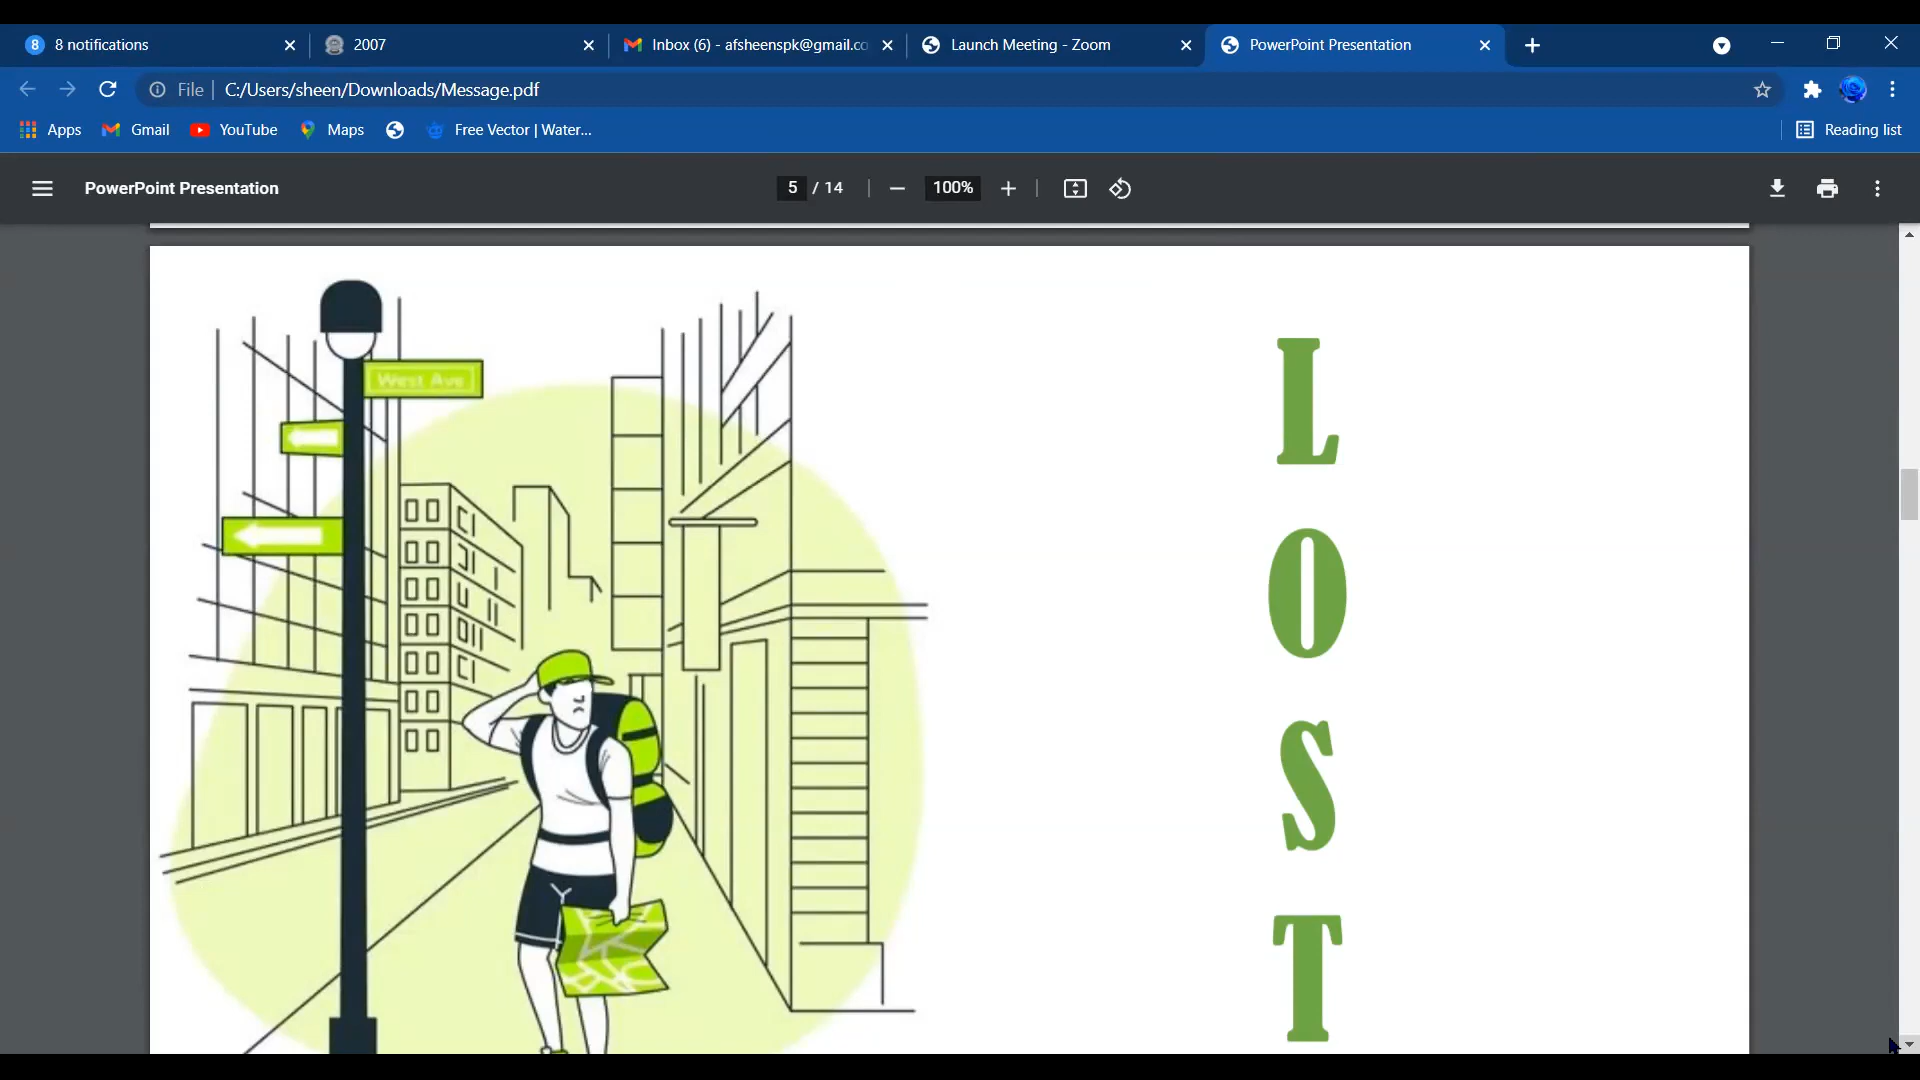 8 notifications
2007
Inbox (6) - afsheenspk@gmail.co
Launch Meeting - Zoom
PowerPoint Presentation
File
C:/Users/sheen/Downloads/Message.pdf
Apps
Gmail
YouTube
Maps
Free Vector | Water...
Reading list
PowerPoint Presentation
5 / 14
100%
West Ave
L
O
S
T